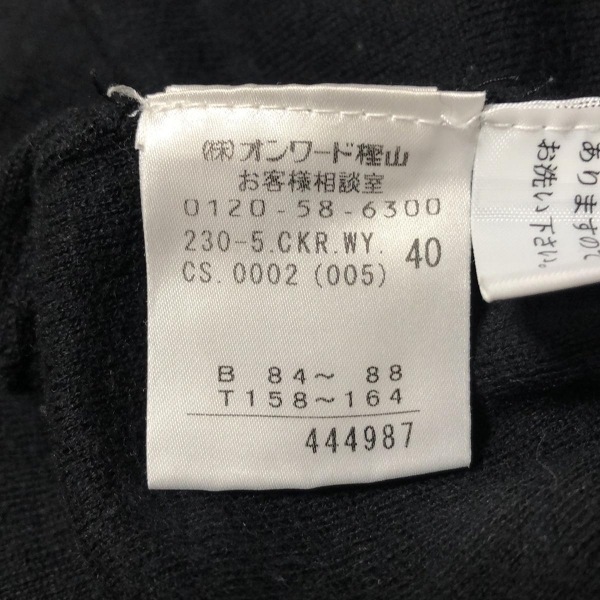 ㈱オンワード樫山
お客様相談室
0120-58-6300
230-5.CKR.WY. 40
CS.0002 (005)
B 84～ 88
T158～164
444987
ありますので
お洗い下さい。